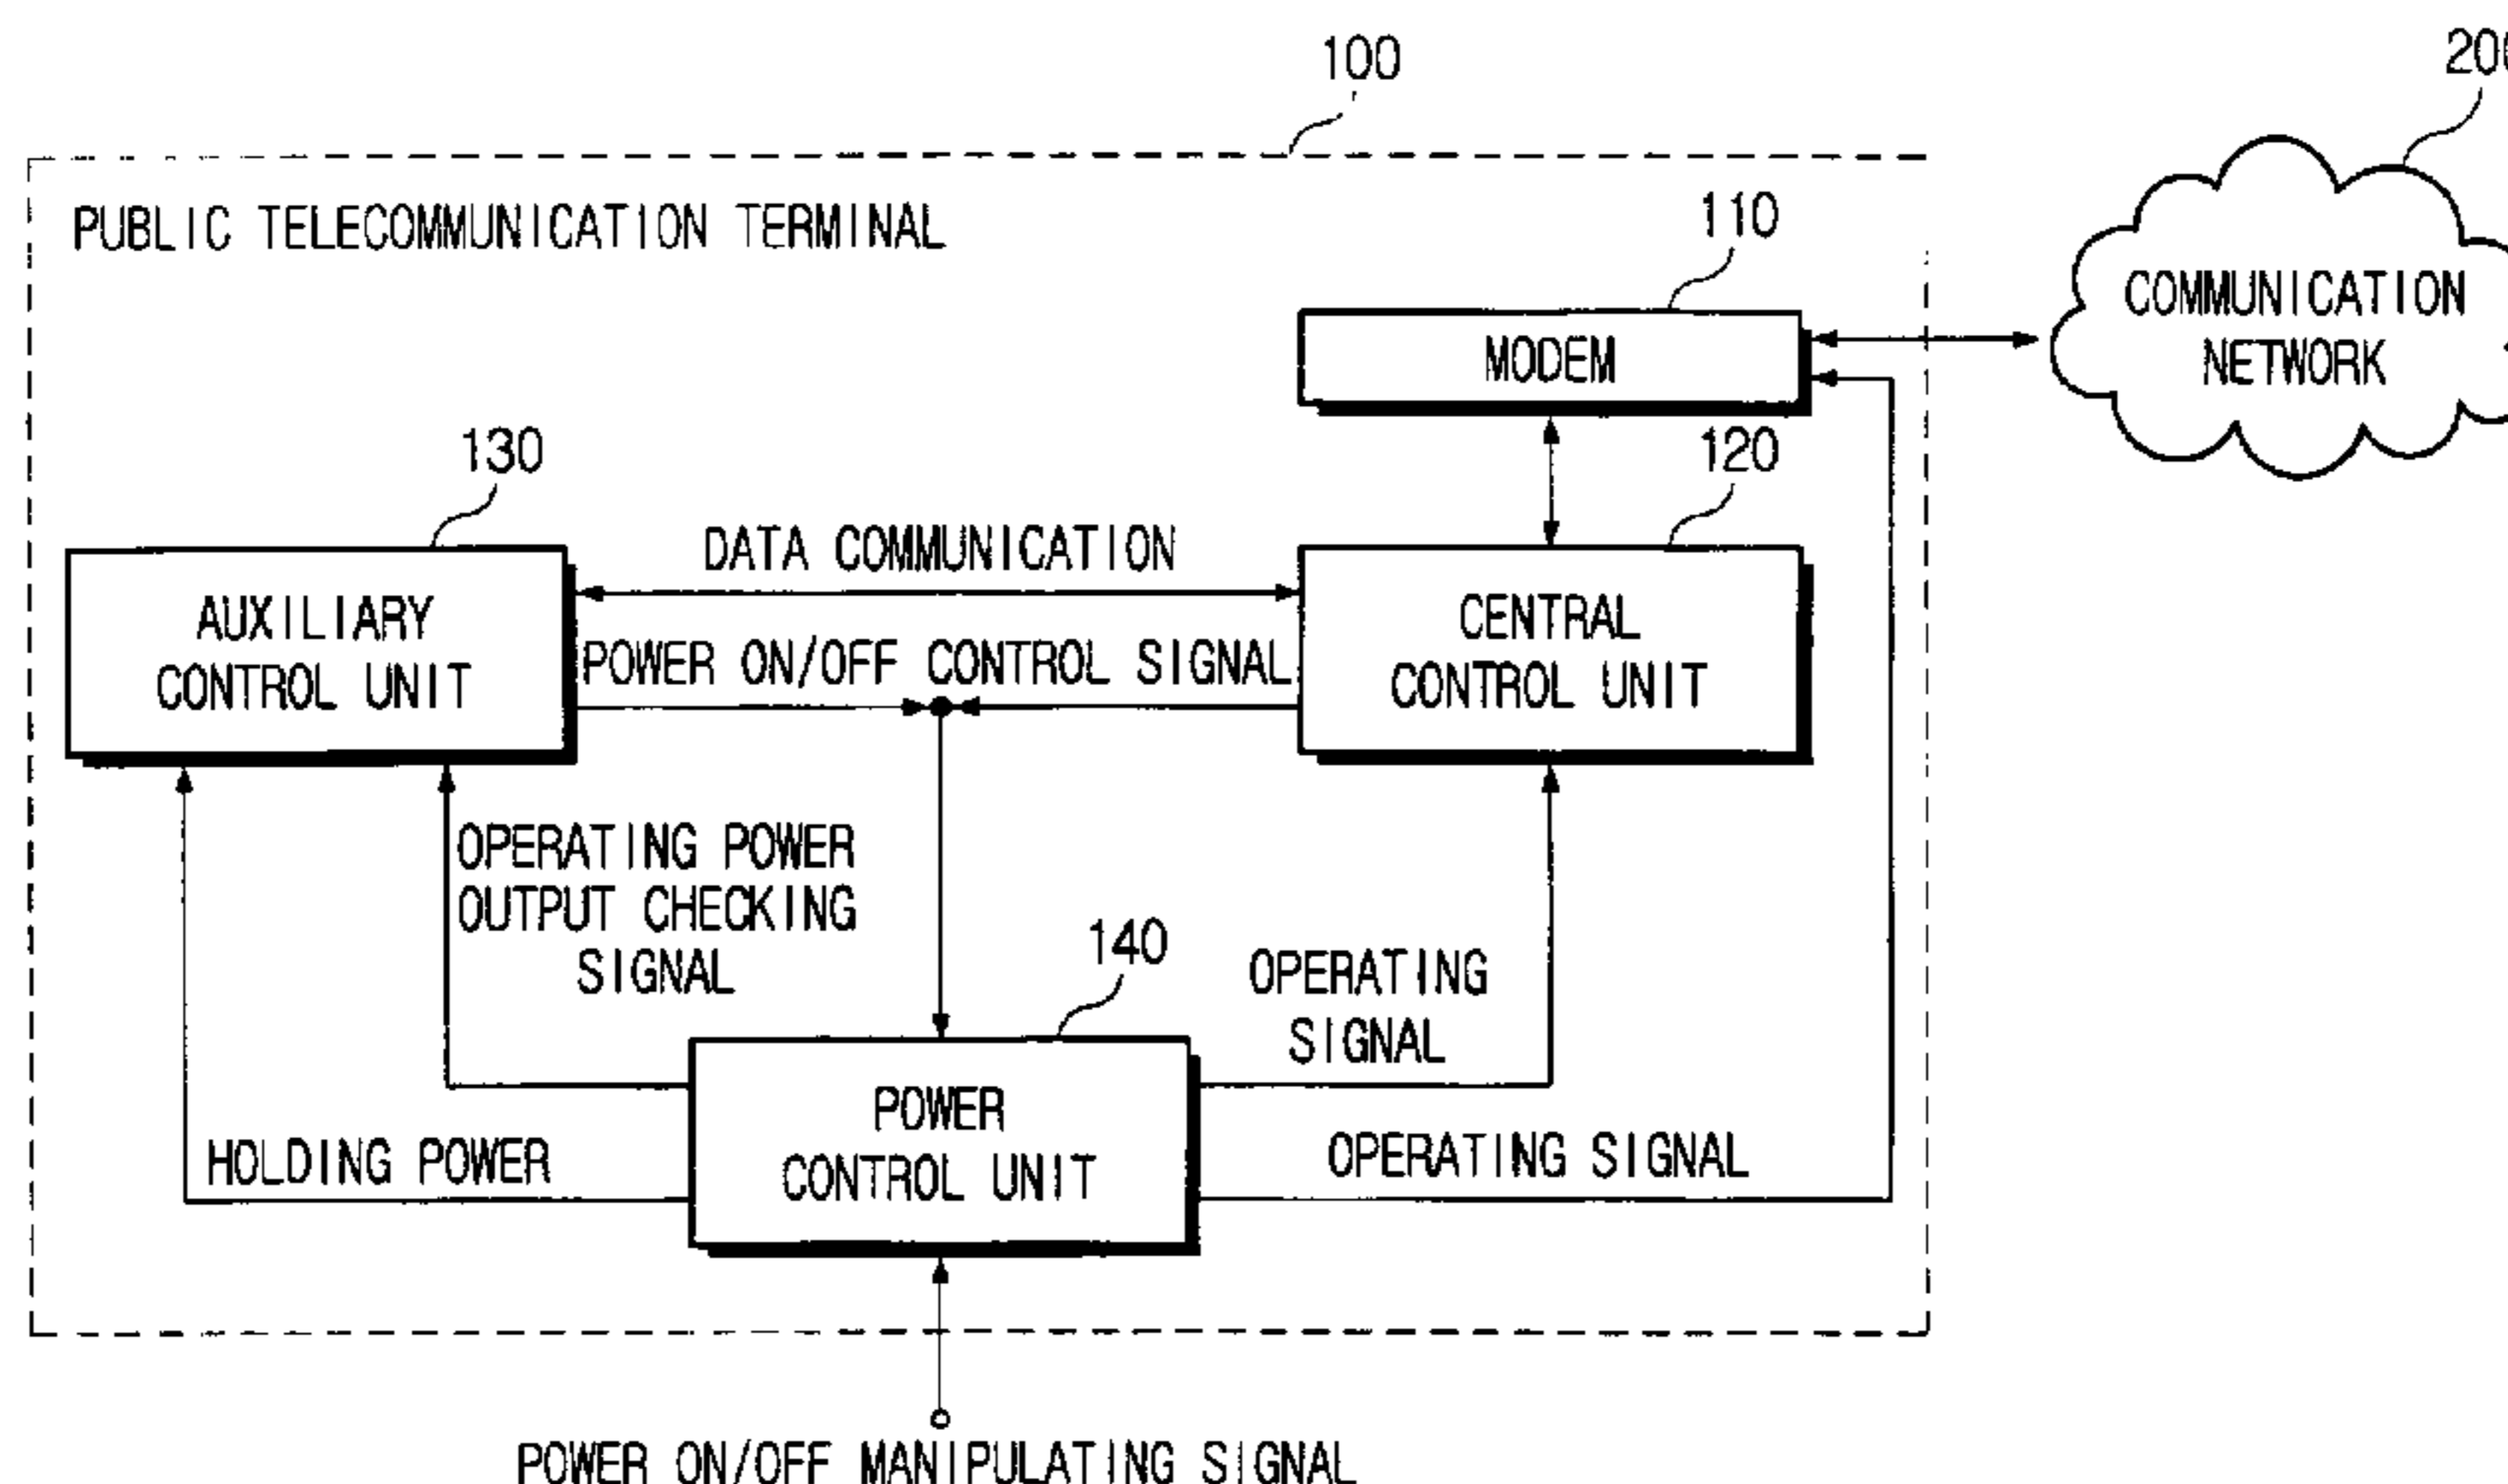 100
PUBLIC TELECOMMUNICATION TERMINAL
110
MODEM
COMMUNICATION
NETWORK
130
120
DATA COMMUNICATION
AUXILIARY
CONTROL UNIT
POWER ON/OFF CONTROL SIGNAL
CENTRAL
CONTROL UNIT
OPERATING POWER
OUTPUT CHECKING
SIGNAL
140
OPERATING
SIGNAL
POWER
CONTROL UNIT
HOLDING POWER
OPERATING SIGNAL
POWER ON/OFF MANIPULATING SIGNAL